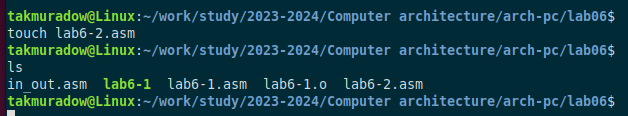 takmuradow@Linux:~/work/study/2023-2024/Computer architecture/arch-pc/lab06$
touch lab6-2.asm
takmuradow@Linux:~/work/study/2023-2024/Computer architecture/arch-pc/lab06$
ls
in_out.asm  lab6-1  lab6-1.asm  lab6-1.o  lab6-2.asm
takmuradow@Linux:~/work/study/2023-2024/Computer architecture/arch-pc/lab06$